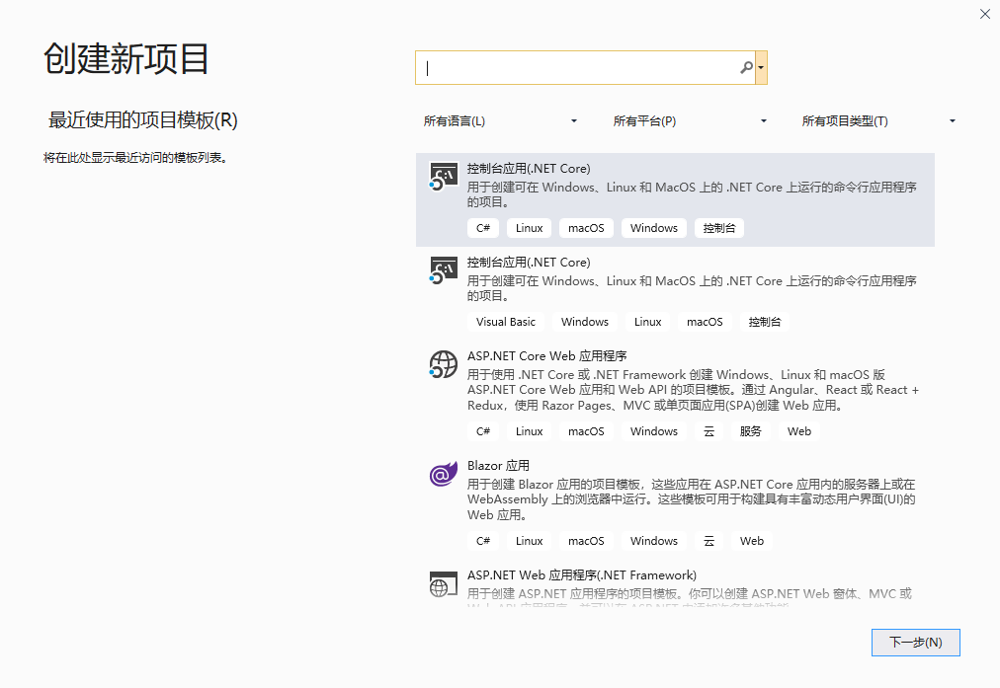 创建新项目
最近使用的项目模板(R)
将在此处显示最近访问的模板列表。
所有语言(L)
所有平台(P)
所有项目类型(T)
控制台应用(.NET Core)
用于创建可在 Windows、Linux 和 MacOS 上的 .NET Core 上运行的命令行应用程序
的项目。
C# Linux macOS Windows 控制台
控制台应用(.NET Core)
用于创建可在 Windows、Linux 和 MacOS 上的 .NET Core 上运行的命令行应用程序
的项目。
Visual Basic Windows Linux macOS 控制台
ASP.NET Core Web 应用程序
用于使用 .NET Core 或 .NET Framework 创建 Windows、Linux 和 macOS 版
ASP.NET Core Web 应用和 Web API 的项目模板。通过 Angular、React 或 React +
Redux，使用 Razor Pages、MVC 或单页面应用(SPA)创建 Web 应用。
C# Linux macOS Windows 云 服务 Web
Blazor 应用
用于创建 Blazor 应用的项目模板，这些应用在 ASP.NET Core 应用内的服务器上或在
WebAssembly 上的浏览器中运行。这些模板可用于构建具有丰富动态用户界面(UI)的
Web 应用。
C# Linux macOS Windows 云 Web
ASP.NET Web 应用程序(.NET Framework)
用于创建 ASP.NET 应用程序的项目模板。你可以创建 ASP.NET Web 窗体、MVC 或
下一步(N)